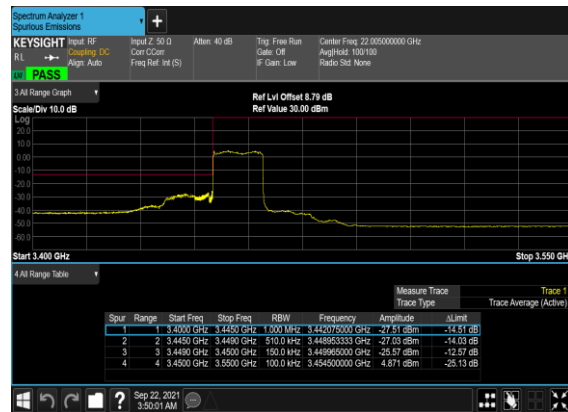 Spectrum Analyzer 1
Spurious Emissions
KEYSIGHT Input: RF Input Z: 50 Ω Atten: 40 dB Trig: Free Run Center Freq: 22.005000000 GHz
RL Coupling: DC Corr CCorr Gate: Off Avg|Hold: 100/100
Align: Auto Freq Ref: Int (S) IF Gain: Low Radio Std: None
LW PASS
3 All Range Graph
Ref Lvl Offset 8.79 dB
Scale/Div 10.0 dB Ref Value 30.00 dBm
Log
20.0
10.0
0.00
-10.0
-20.0
-30.0
-40.0
-50.0
-60.0
Start 3.400 GHz Stop 3.550 GHz
4 All Range Table
Measure Trace Trace 1
Trace Type Trace Average (Active)
Spur Range Start Freq Stop Freq RBW Frequency Amplitude ΔLimit
1 1 3.4000 GHz 3.4450 GHz 1.000 MHz 3.442075000 GHz -27.51 dBm -14.51 dB
2 2 3.4450 GHz 3.4490 GHz 510.0 kHz 3.448953333 GHz -27.03 dBm -14.03 dB
3 3 3.4490 GHz 3.4500 GHz 150.0 kHz 3.449965000 GHz -25.57 dBm -12.57 dB
4 4 3.4500 GHz 3.5500 GHz 100.0 kHz 3.454500000 GHz 4.871 dBm -25.13 dB
Sep 22, 2021
3:50:01 AM